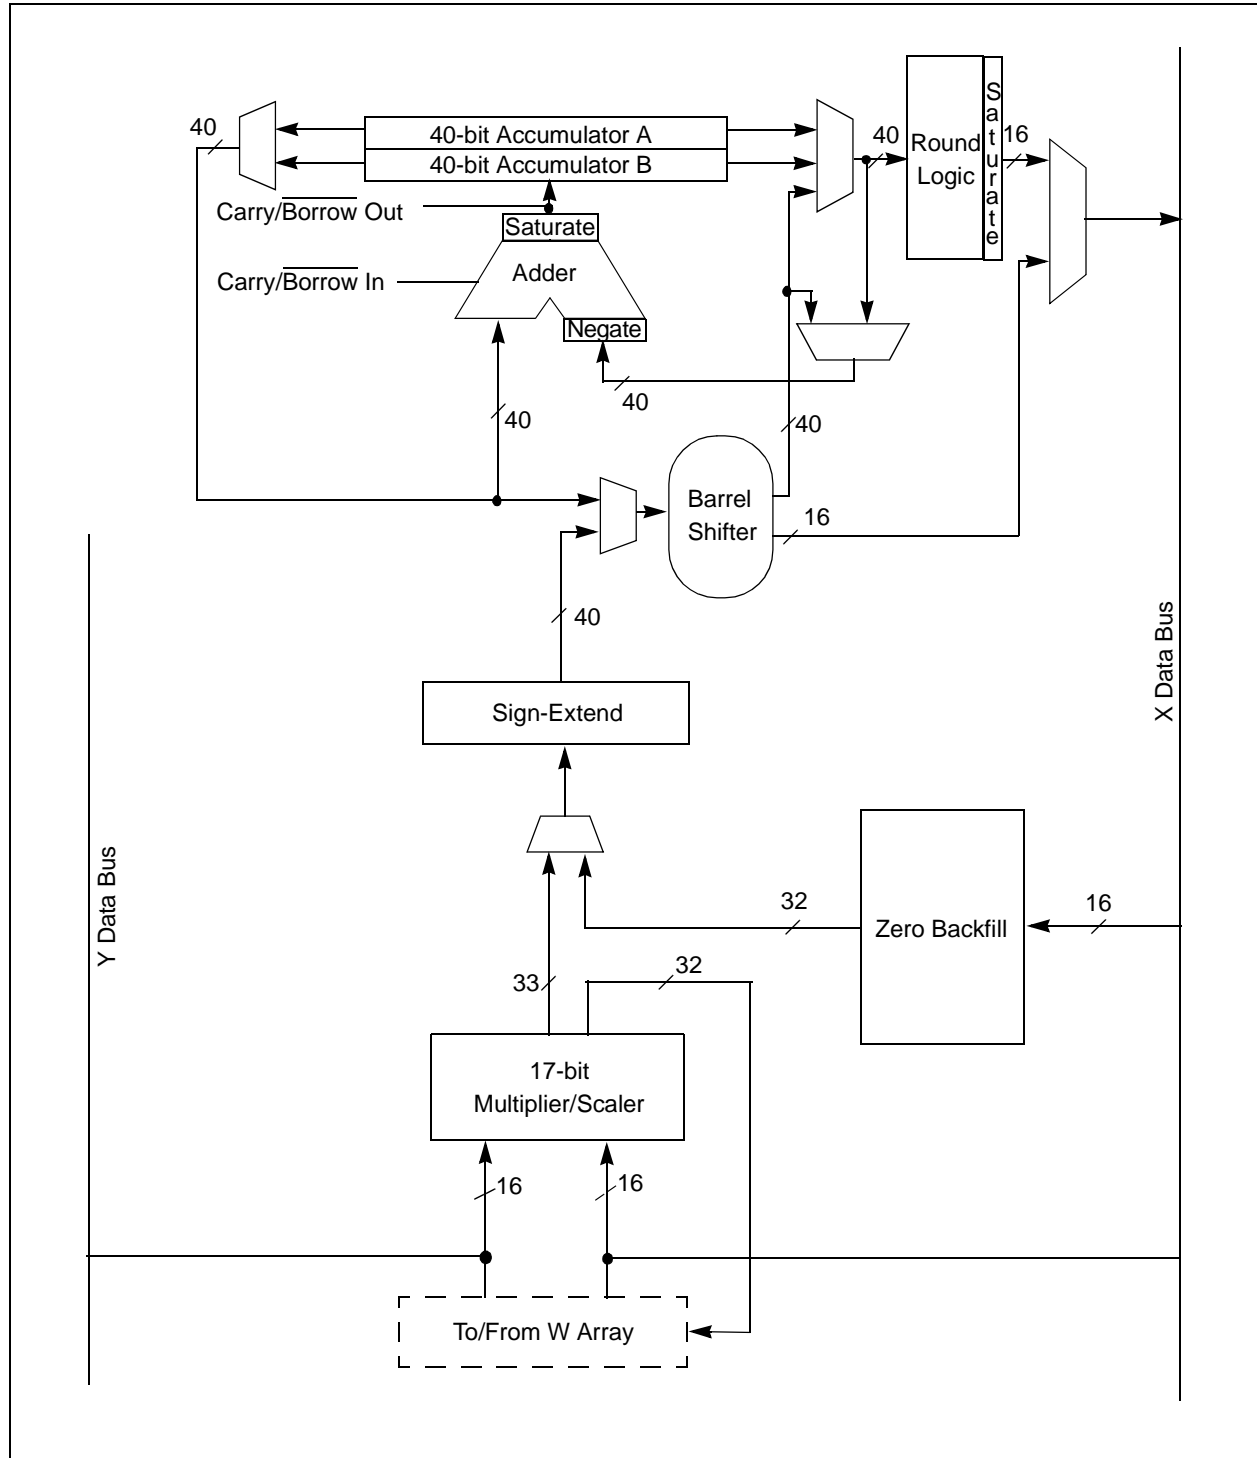 40
40-bit Accumulator A
40
Round
Logic
Saturate
16
40-bit Accumulator B
Carry/Borrow Out
Saturate
Carry/Borrow In
Adder
Negate
40
40
40
Barrel
Shifter
16
40
X Data Bus
Sign-Extend
Y Data Bus
32
Zero Backfill
16
33
32
17-bit
Multiplier/Scaler
16
16
To/From W Array